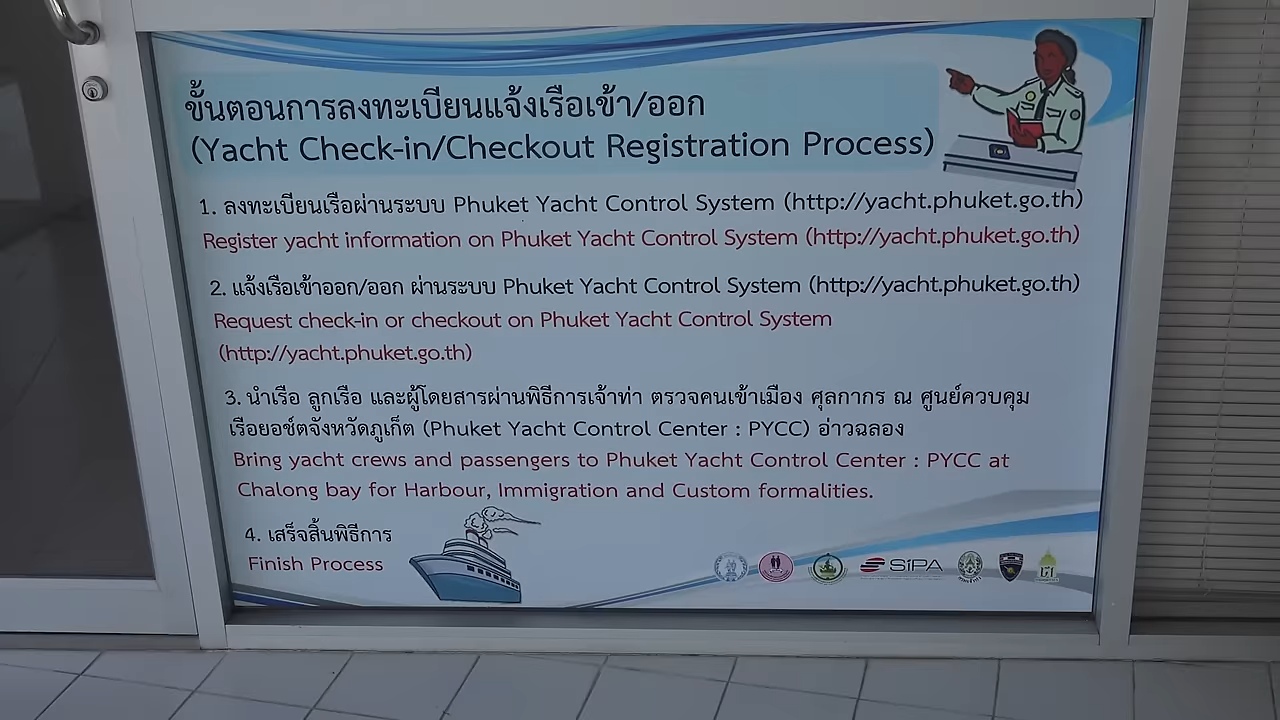 ขั้นตอนการลงทะเบียนแจ้งเรือเข้า/ออก
(Yacht Check-in/Checkout Registration Process)
1. ลงทะเบียนเรือผ่านระบบ Phuket Yacht Control System (http://yacht.phuket.go.th)
Register yacht information on Phuket Yacht Control System (http://yacht.phuket.go.th)
2. แจ้งเรือเข้าออก/ออก ผ่านระบบ Phuket Yacht Control System (http://yacht.phuket.go.th)
Request check-in or checkout on Phuket Yacht Control System
(http://yacht.phuket.go.th)
3. นำเรือ ลูกเรือ และผู้โดยสารผ่านพิธีการเจ้าท่า ตรวจคนเข้าเมือง ศุลกากร ณ ศูนย์ควบคุม
เรือยอช์ตจังหวัดภูเก็ต (Phuket Yacht Control Center : PYCC) อ่าวฉลอง
Bring yacht crews and passengers to Phuket Yacht Control Center : PYCC at
Chalong bay for Harbour, Immigration and Custom formalities.
4. เสร็จสิ้นพิธีการ
Finish Process
SiPA